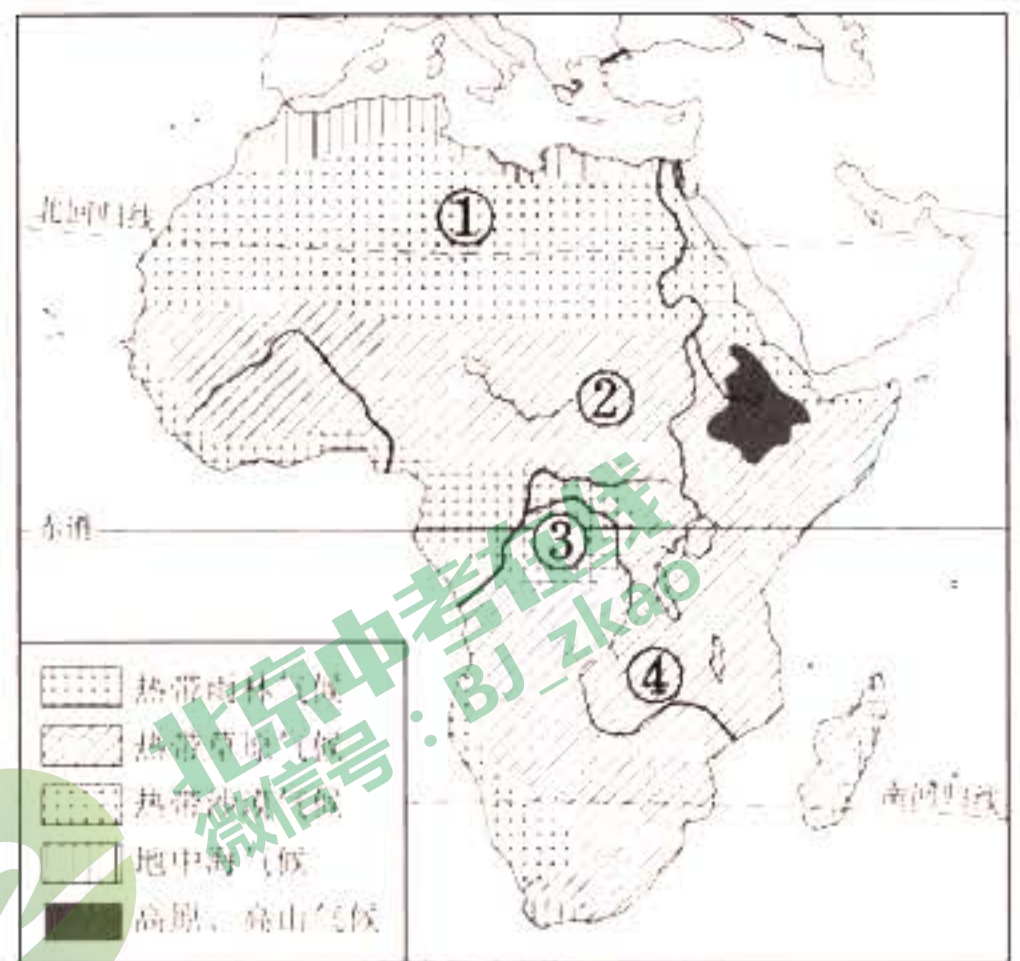 北回归线
①
②
赤道
③
④
南回归线
热带雨林气候
热带草原气候
热带沙漠气候
地中海气候
高原、高山气候
北京中考在线
微信号:BJ_zkao